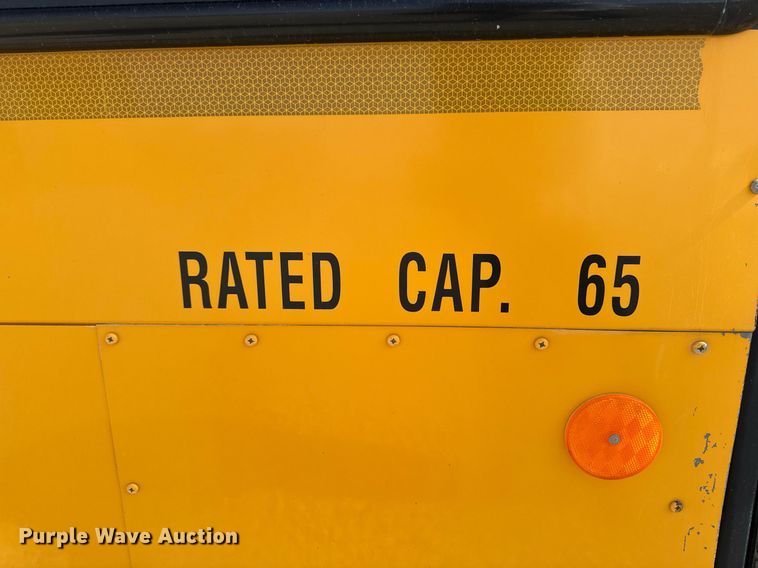 RATED CAP. 65
Purple Wave Auction